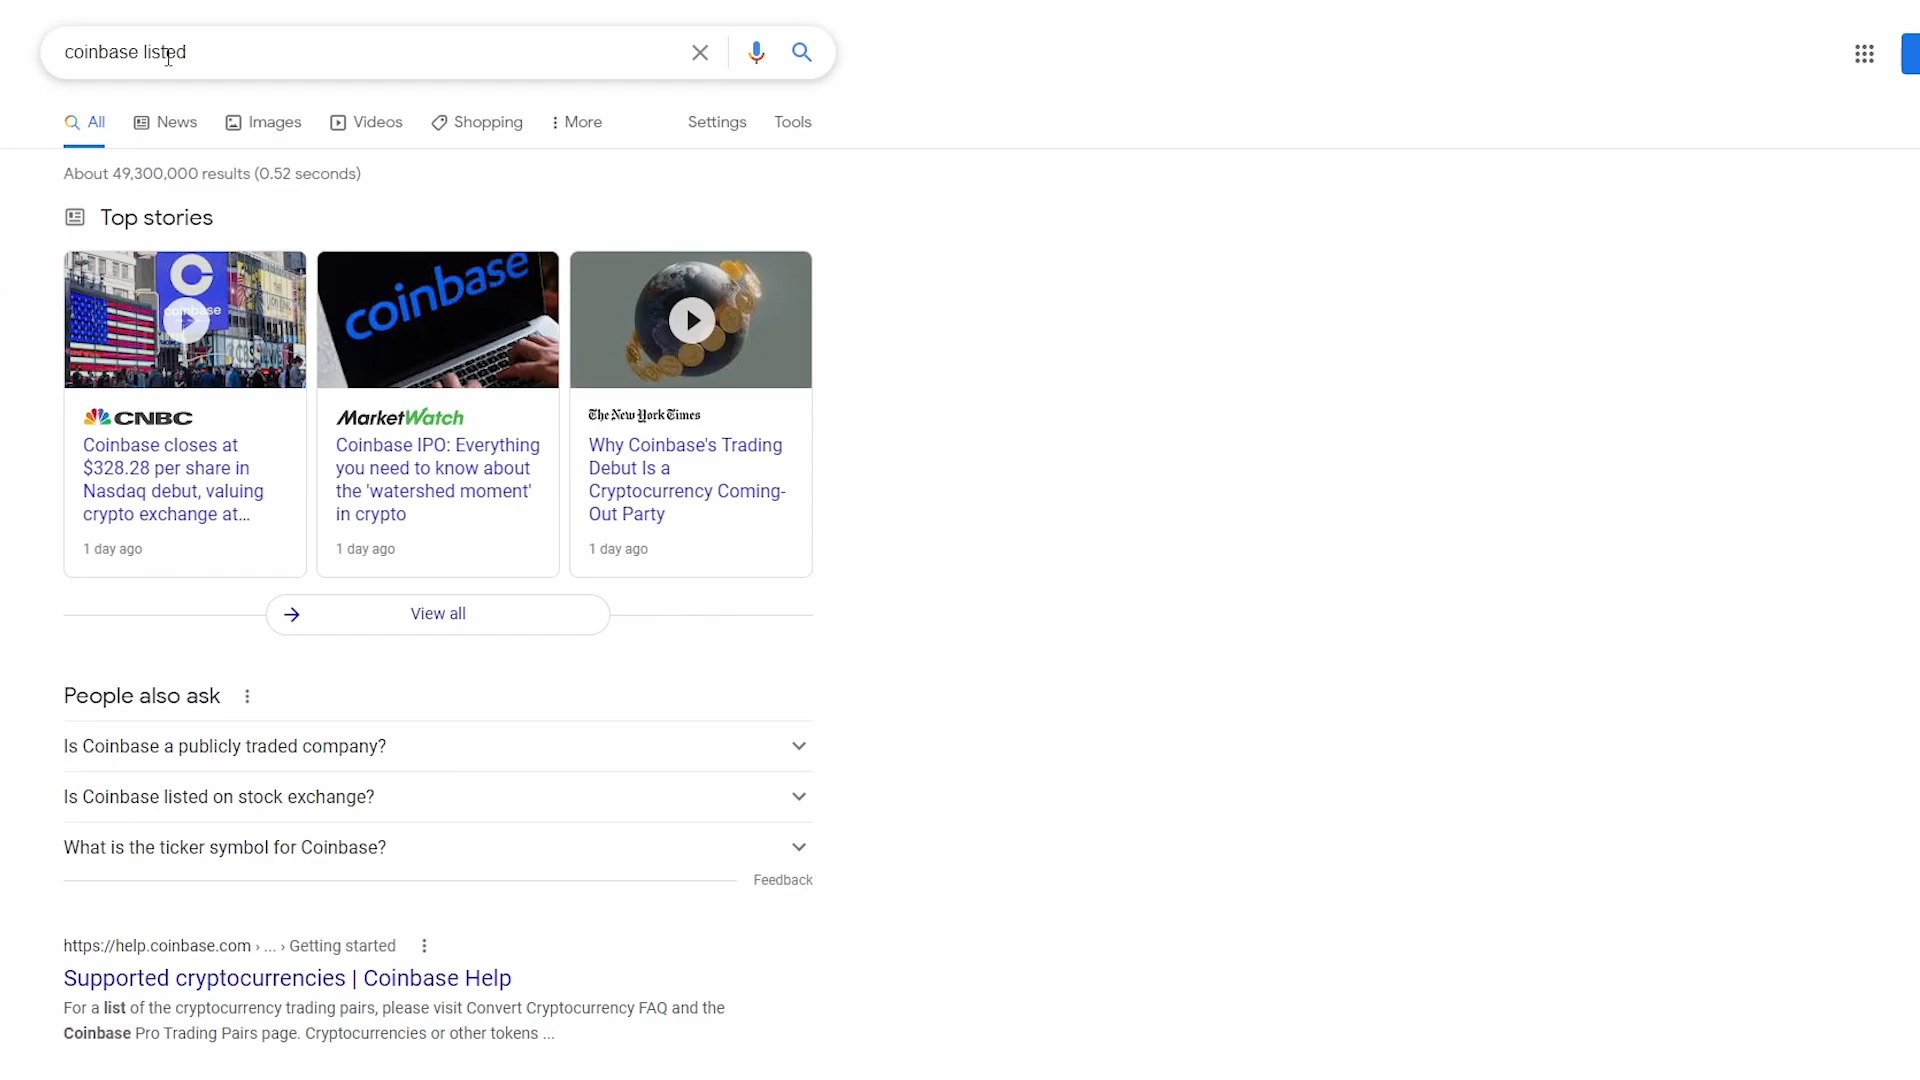 coinbase listed
All News Images Videos Shopping More Settings Tools
About 49,300,000 results (0.52 seconds)
Top stories
coinbase
coinbase
CNBC
Coinbase closes at
$328.28 per share in
Nasdaq debut, valuing
crypto exchange at...
1 day ago
MarketWatch
Coinbase IPO: Everything
you need to know about
the 'watershed moment'
in crypto
1 day ago
The New York Times
Why Coinbase's Trading
Debut Is a
Cryptocurrency Coming-
Out Party
1 day ago
View all
People also ask
Is Coinbase a publicly traded company?
Is Coinbase listed on stock exchange?
What is the ticker symbol for Coinbase?
Feedback
https://help.coinbase.com › ... › Getting started
Supported cryptocurrencies | Coinbase Help
For a list of the cryptocurrency trading pairs, please visit Convert Cryptocurrency FAQ and the
Coinbase Pro Trading Pairs page. Cryptocurrencies or other tokens ...